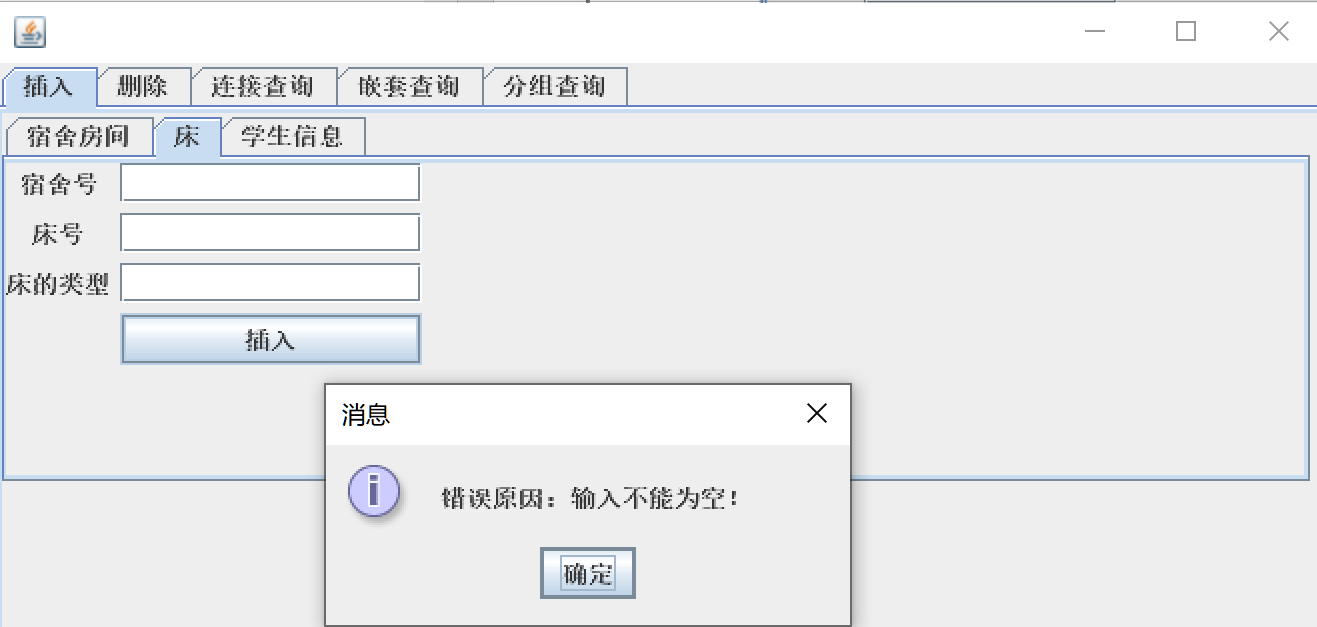 插入 删除 连接查询 嵌套查询 分组查询
宿舍房间 床 学生信息
宿舍号
床号
床的类型
插入
消息
错误原因：输入不能为空！
确定